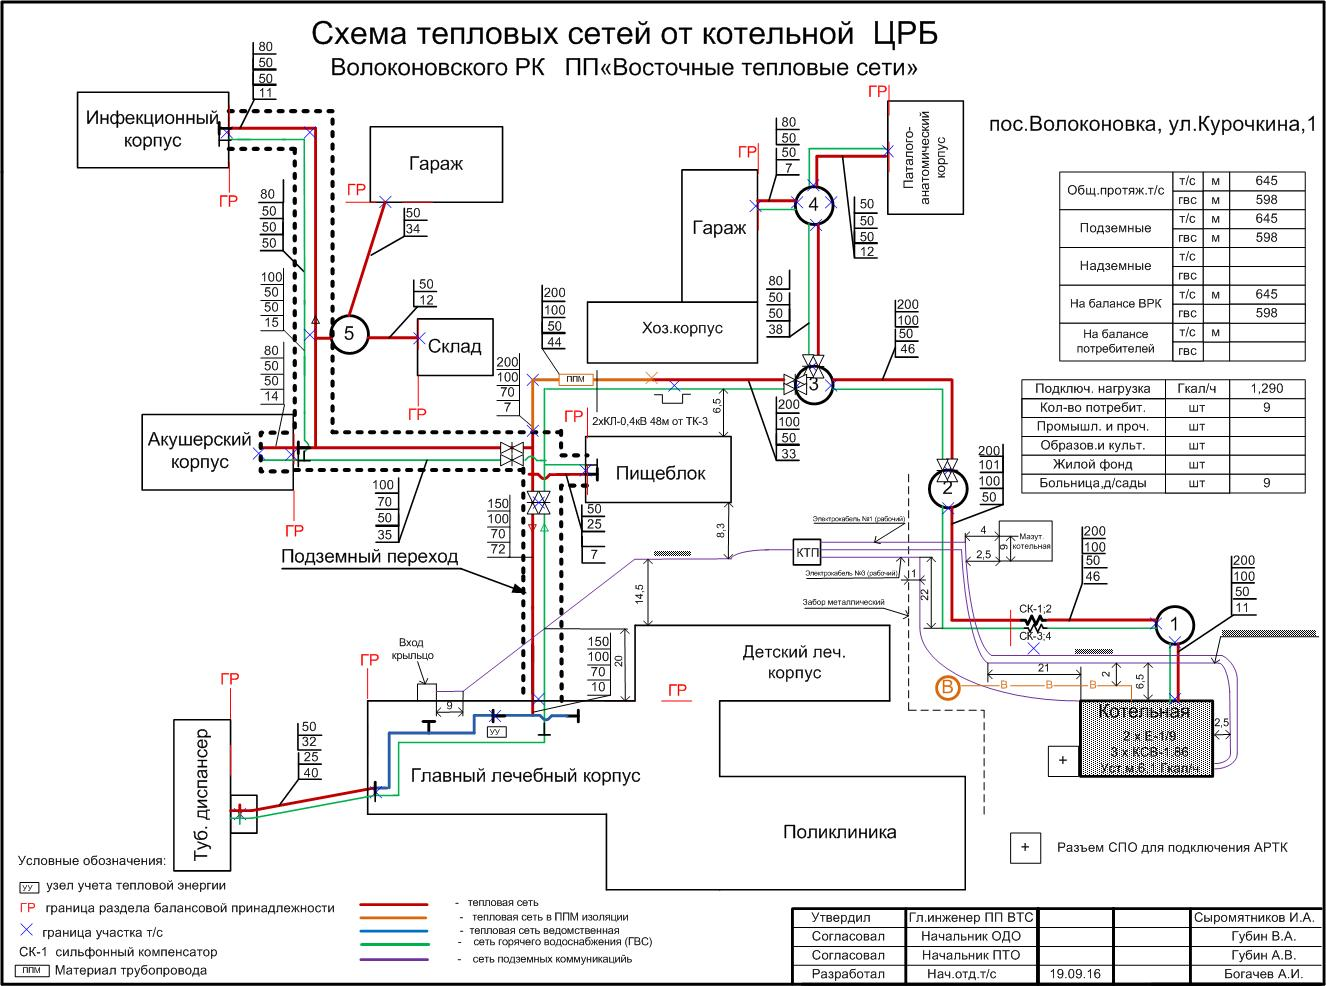 Схема тепловых сетей от котельной ЦРБ
Волоконовского РК ПП«Восточные тепловые сети»
пос.Волоконовка, ул.Курочкина,1
80
50
50
11
Инфекционный
корпус
ГР
Гараж
ГР
50
34
80
50
50
50
100
50
50
15
80
50
50
14
5
50
12
Склад
ГР
Акушерский
корпус
ГР
100
70
50
35
Подземный переход
200
100
50
44
200
100
70
7
ППМ
ГР
2хКЛ-0,4кВ 48м от ТК-3
6,5
Пищеблок
50
25
7
150
100
70
72
8,3
ГР
80
50
7
Гараж
Хоз.корпус
4
ГР
Паталого-
анатомический
корпус
50
50
50
12
80
50
50
38
3
200
100
50
46
200
100
50
33
2
200
101
100
50
Общ.протяж.т/с т/с м 645
гвс м 598
Подземные т/с м 645
гвс м 598
Надземные т/с
гвс
На балансе ВРК т/с м 645
гвс 598
На балансе
потребителей т/с м
гвс
Подключ. нагрузка Гкал/ч 1,290
Кол-во потребит. шт 9
Промышл. и проч. шт
Образов.и культ. шт
Жилой фонд шт
Больница,д/сады шт 9
Электрокабель №1 (рабочий)
КТП
Электрокабель №3 (рабочий)
Забор металлический
1
22
4
2,5
9
Мазут.
котельная
200
100
50
46
СК-1;2
СК-3;4
1
200
100
50
11
21
2
6,5
В
В В В
2,5
Котельная
2 х Е-1/9
3 х КСВ-1,86
+
14,5
20
Вход
крыльцо
9
ГР
150
100
70
10
Детский леч.
корпус
ГР
УУ
Главный лечебный корпус
Поликлиника
ГР
Туб. диспансер
50
32
25
40
+
Разъем СПО для подключения АРТК
Условные обозначения:
УУ узел учета тепловой энергии
ГР граница раздела балансовой принадлежности
граница участка т/с
СК-1 сильфонный компенсатор
ППМ Материал трубопровода
- тепловая сеть
- тепловая сеть в ППМ изоляции
- тепловая сеть ведомственная
- сеть горячего водоснабжения (ГВС)
- сеть подземных коммуникацийь
Утвердил Гл.инженер ПП ВТС Сыромятников И.А.
Согласовал Начальник ОДО Губин В.А.
Согласовал Начальник ПТО Губин А.В.
Разработал Нач.отд.т/с 19.09.16 Богачев А.И.